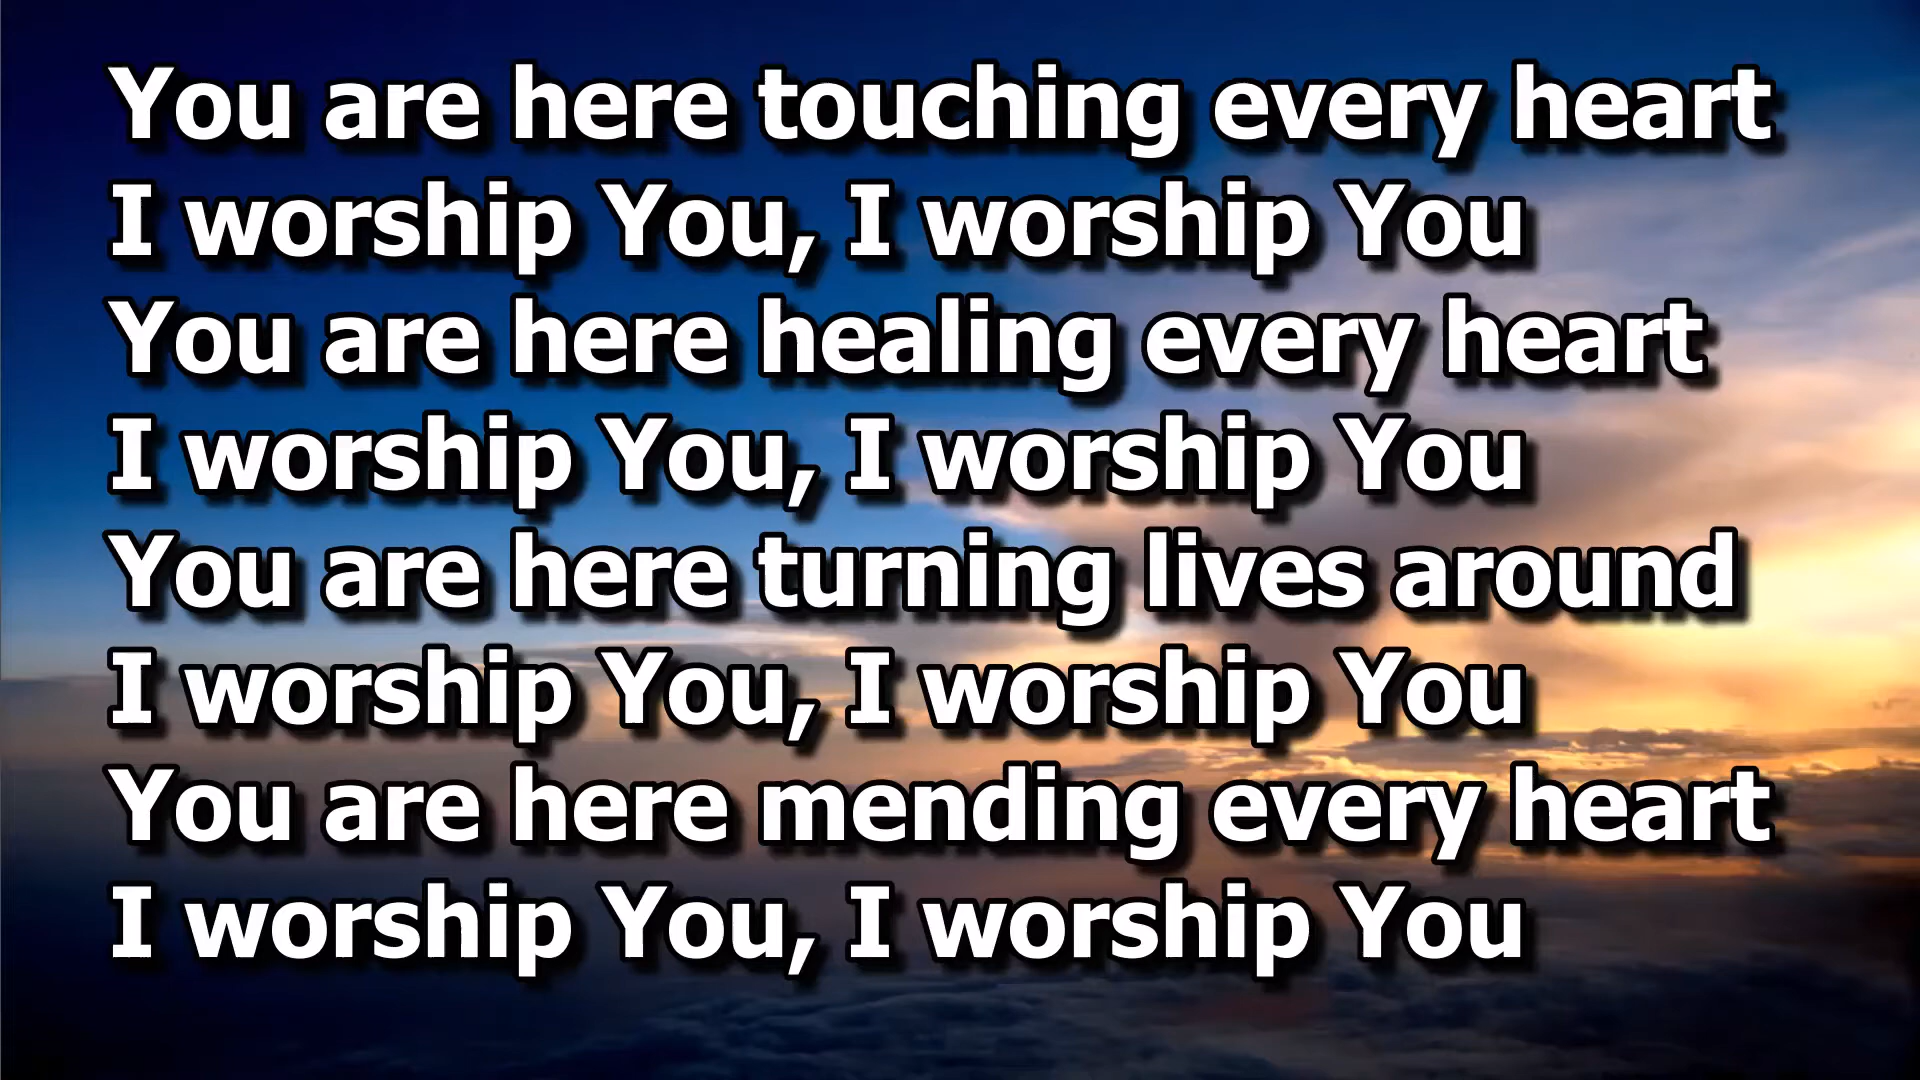 You are here touching every heart
I worship You, I worship You
You are here healing every heart
I worship You, I worship You
You are here turning lives around
I worship You, I worship You
You are here mending every heart
I worship You, I worship You